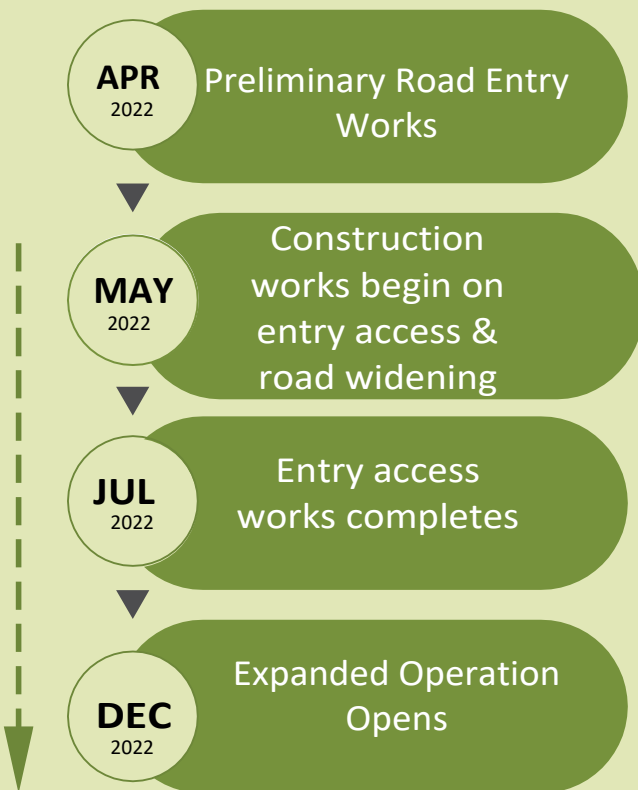 APR
2022
Preliminary Road Entry
Works
MAY
2022
Construction
works begin on
entry access &
road widening
JUL
2022
Entry access
works completes
DEC
2022
Expanded Operation
Opens